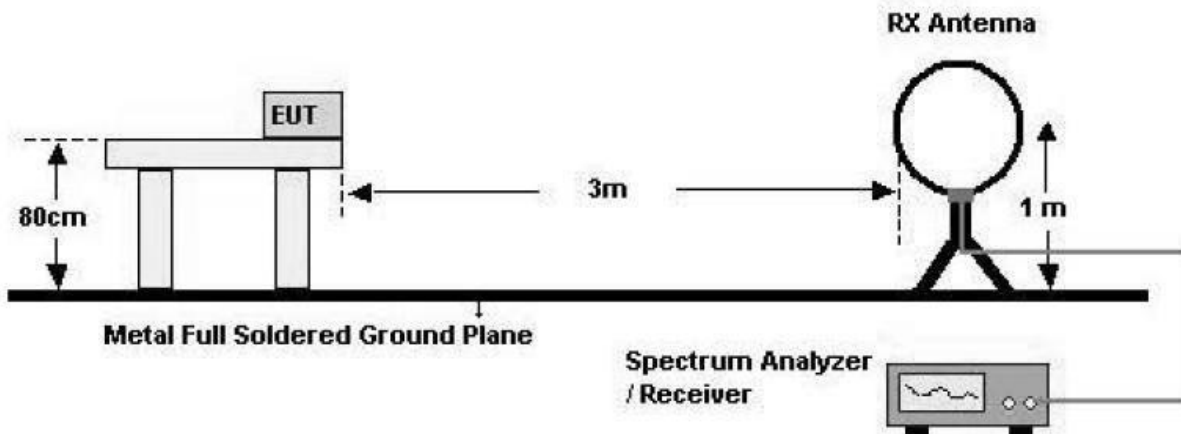 RX Antenna
EUT
80cm
3m
1 m
Metal Full Soldered Ground Plane
Spectrum Analyzer
/ Receiver